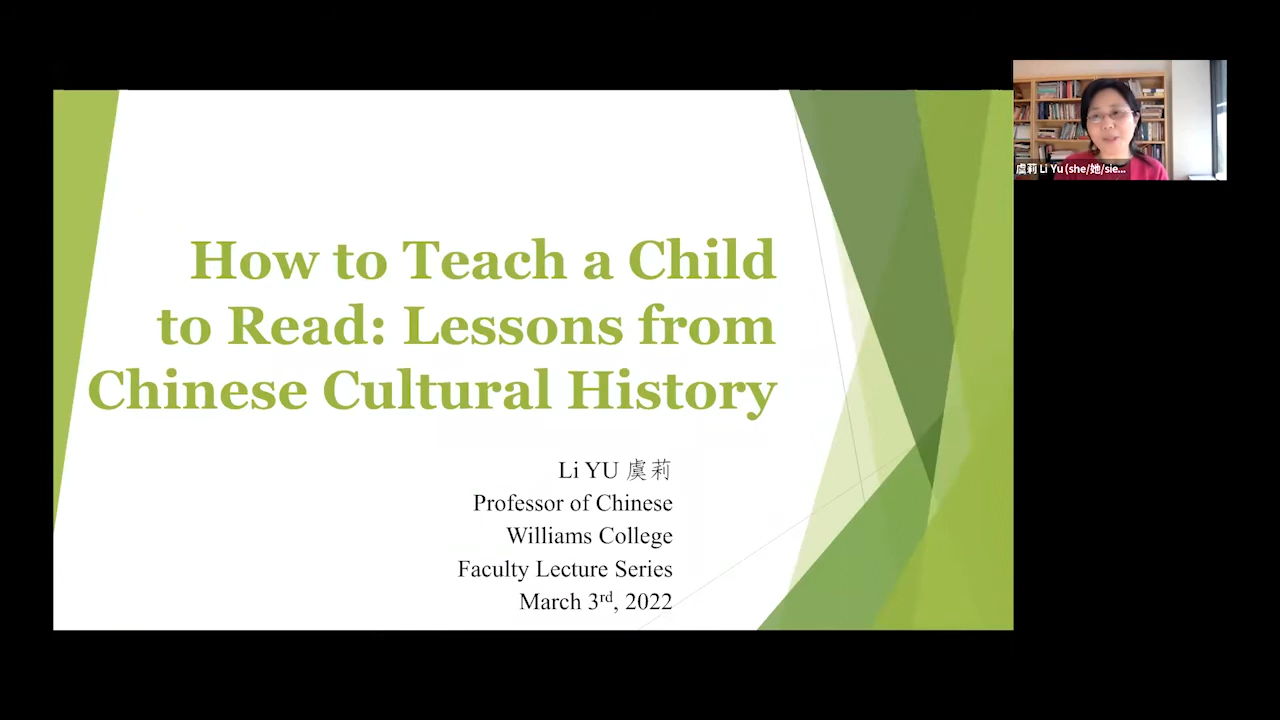 How to Teach a Child
to Read: Lessons from
Chinese Cultural History
Li YU 虞莉
Professor of Chinese
Williams College
Faculty Lecture Series
March 3rd, 2022
虞莉 Li Yu (she/她/sie...